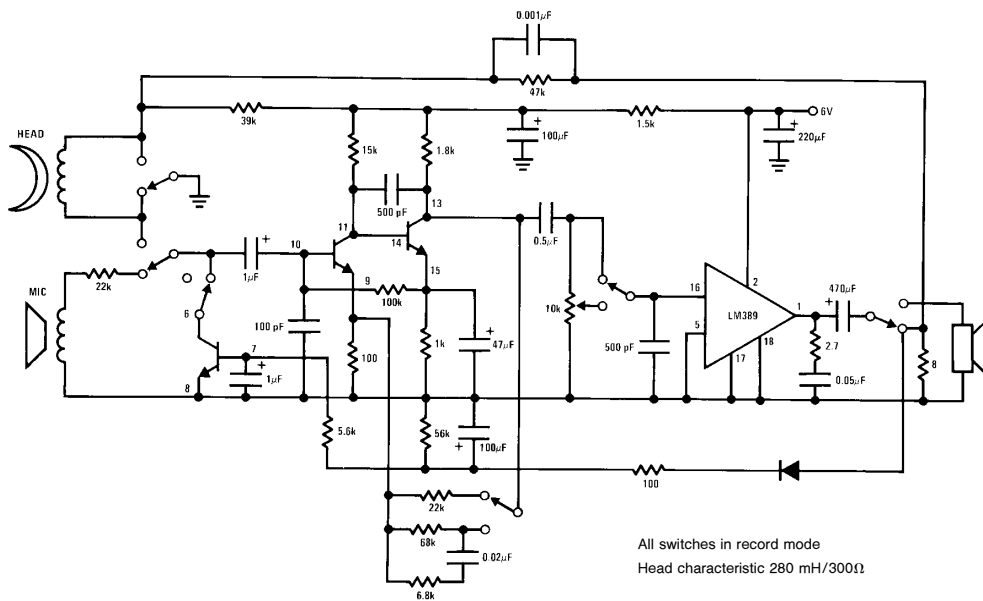 0.001µF
47k
6V
39k
1.5k
HEAD
15k
1.8k
+
100µF
+
220µF
500 pF
13
11
14
0.5µF
10
+
1µF
15
9
22k
100k
MIC
6
10k
16
2
1
LM389
470µF
+
5
18
17
100 pF
500 pF
2.7
7
8
+
1µF
100
1k
+
47µF
0.05µF
8
5.6k
56k
100µF
+
100
22k
68k
0.02µF
6.8k
All switches in record mode
Head characteristic 280 mH/300Ω